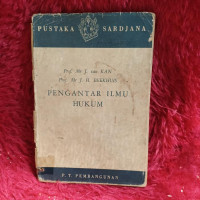 PUSTAKA SARDJANA
Prof. Mr J. van KAN
Prof. Mr J. H. BEEKHUIS
PENGANTAR ILMU
HUKUM
P.T. PEMBANGUNAN